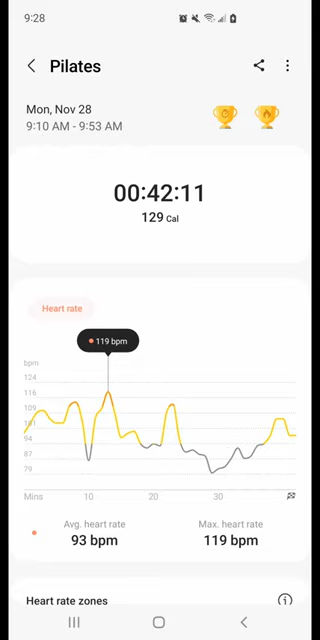 9:28
Pilates
Mon, Nov 28
9:10 AM - 9:53 AM
00:42:11
129 Cal
Heart rate
119 bpm
bpm
124
116
109
101
94
87
79
Mins 10 20 30
Avg. heart rate Max. heart rate
93 bpm 119 bpm
Heart rate zones